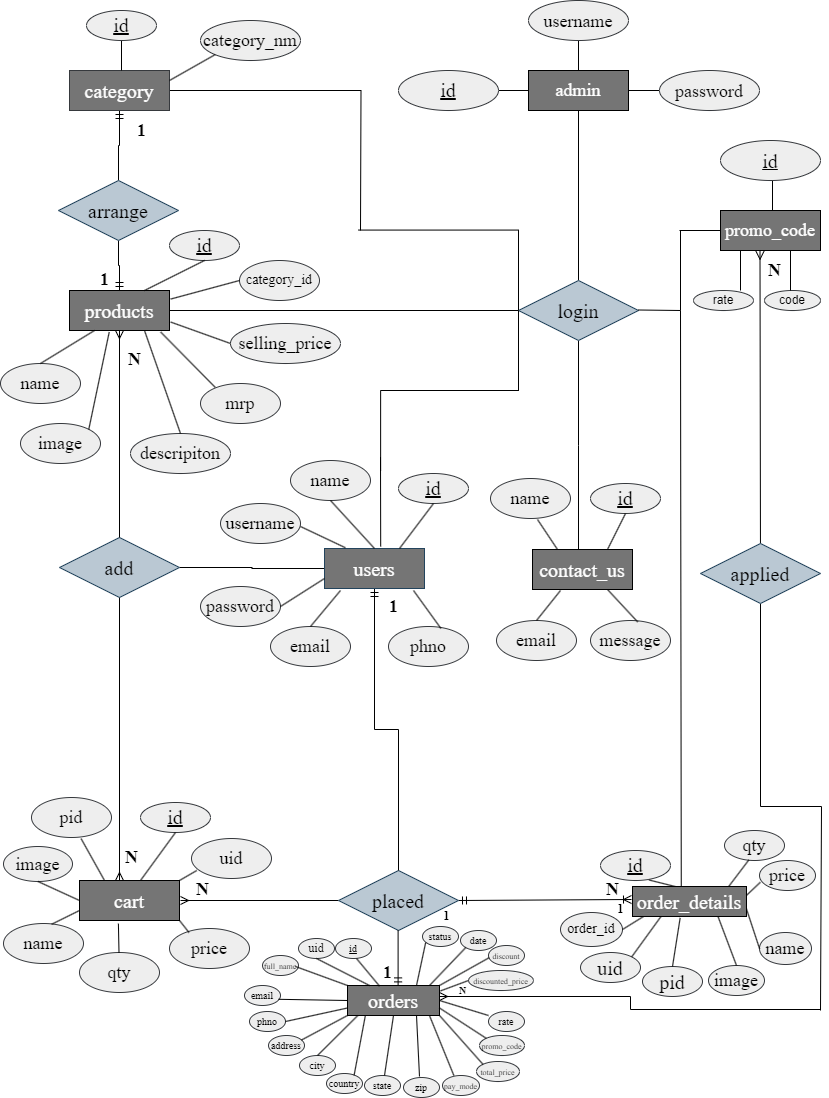 id
username
category_nm
category
id
admin
password
1
id
arrange
id
promo_code
N
1
category_id
rate
code
products
login
selling_price
N
name
mrp
image
descripiton
name
id
name
id
username
add
users
contact_us
applied
password
1
email
phno
email
message
pid
id
qty
N
uid
image
id
price
N
N
cart
placed
1
1
order_details
name
price
order_id
status
date
name
uid
id
discount
qty
full_name
uid
pid
image
1
discounted_price
N
email
orders
phno
rate
address
promo_code
city
total_price
country
state
zip
pay_mode